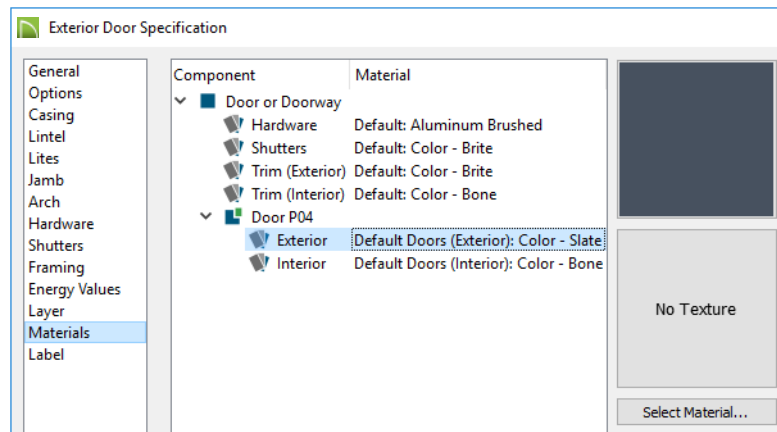 Exterior Door Specification
General
Options
Casing
Lintel
Lites
Jamb
Arch
Hardware
Shutters
Framing
Energy Values
Layer
Materials
Label
Component Material
Door or Doorway
Hardware Default: Aluminum Brushed
Shutters Default: Color - Brite
Trim (Exterior) Default: Color - Brite
Trim (Interior) Default: Color - Bone
Door P04
Exterior Default Doors (Exterior): Color - Slate
Interior Default Doors (Interior): Color - Bone
No Texture
Select Material...